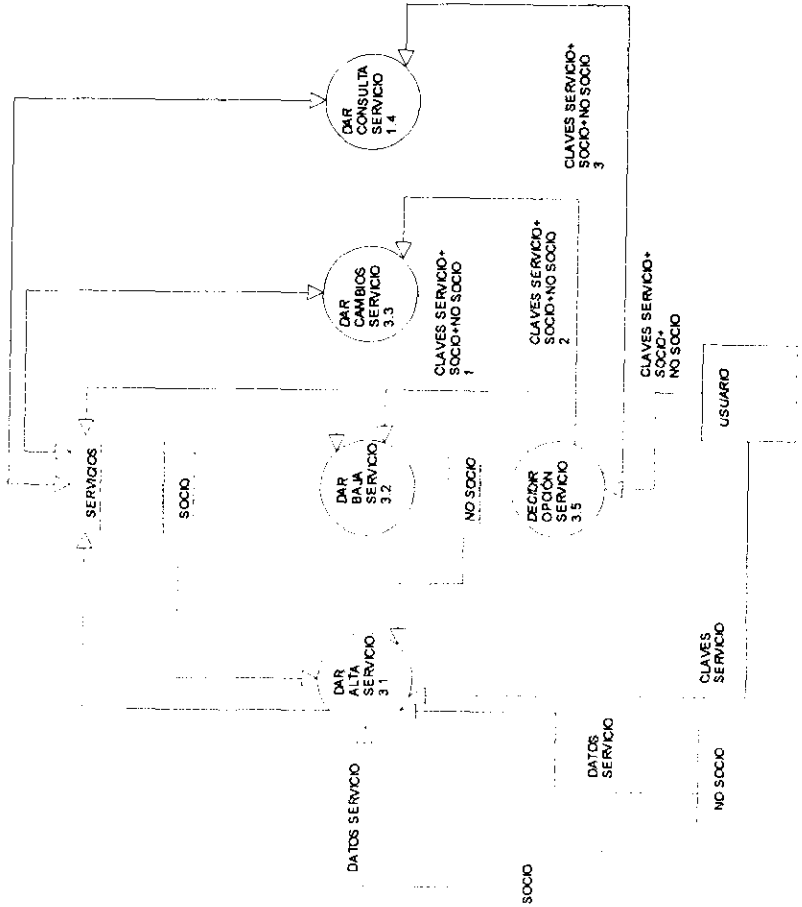 DAR
CONSULTA
SERVICIO
1.4
CLAVES SERVICIO+
SOCIO+NO SOCIO
3
DAR
CAMBIOS
SERVICIO
3.3
CLAVES SERVICIO+
SOCIO+NO SOCIO
1
CLAVES SERVICIO+
SOCIO+NO SOCIO
2
CLAVES SERVICIO+
SOCIO+
NO SOCIO
SERVICIOS
SOCIO
DAR
BAJA
SERVICIO
3.2
NO SOCIO
DECIDIR
OPCIÓN
SERVICIO
3.5
USUARIO
DAR
ALTA
SERVICIO
3.1
CLAVES
SERVICIO
DATOS SERVICIO
DATOS
SERVICIO
NO SOCIO
SOCIO